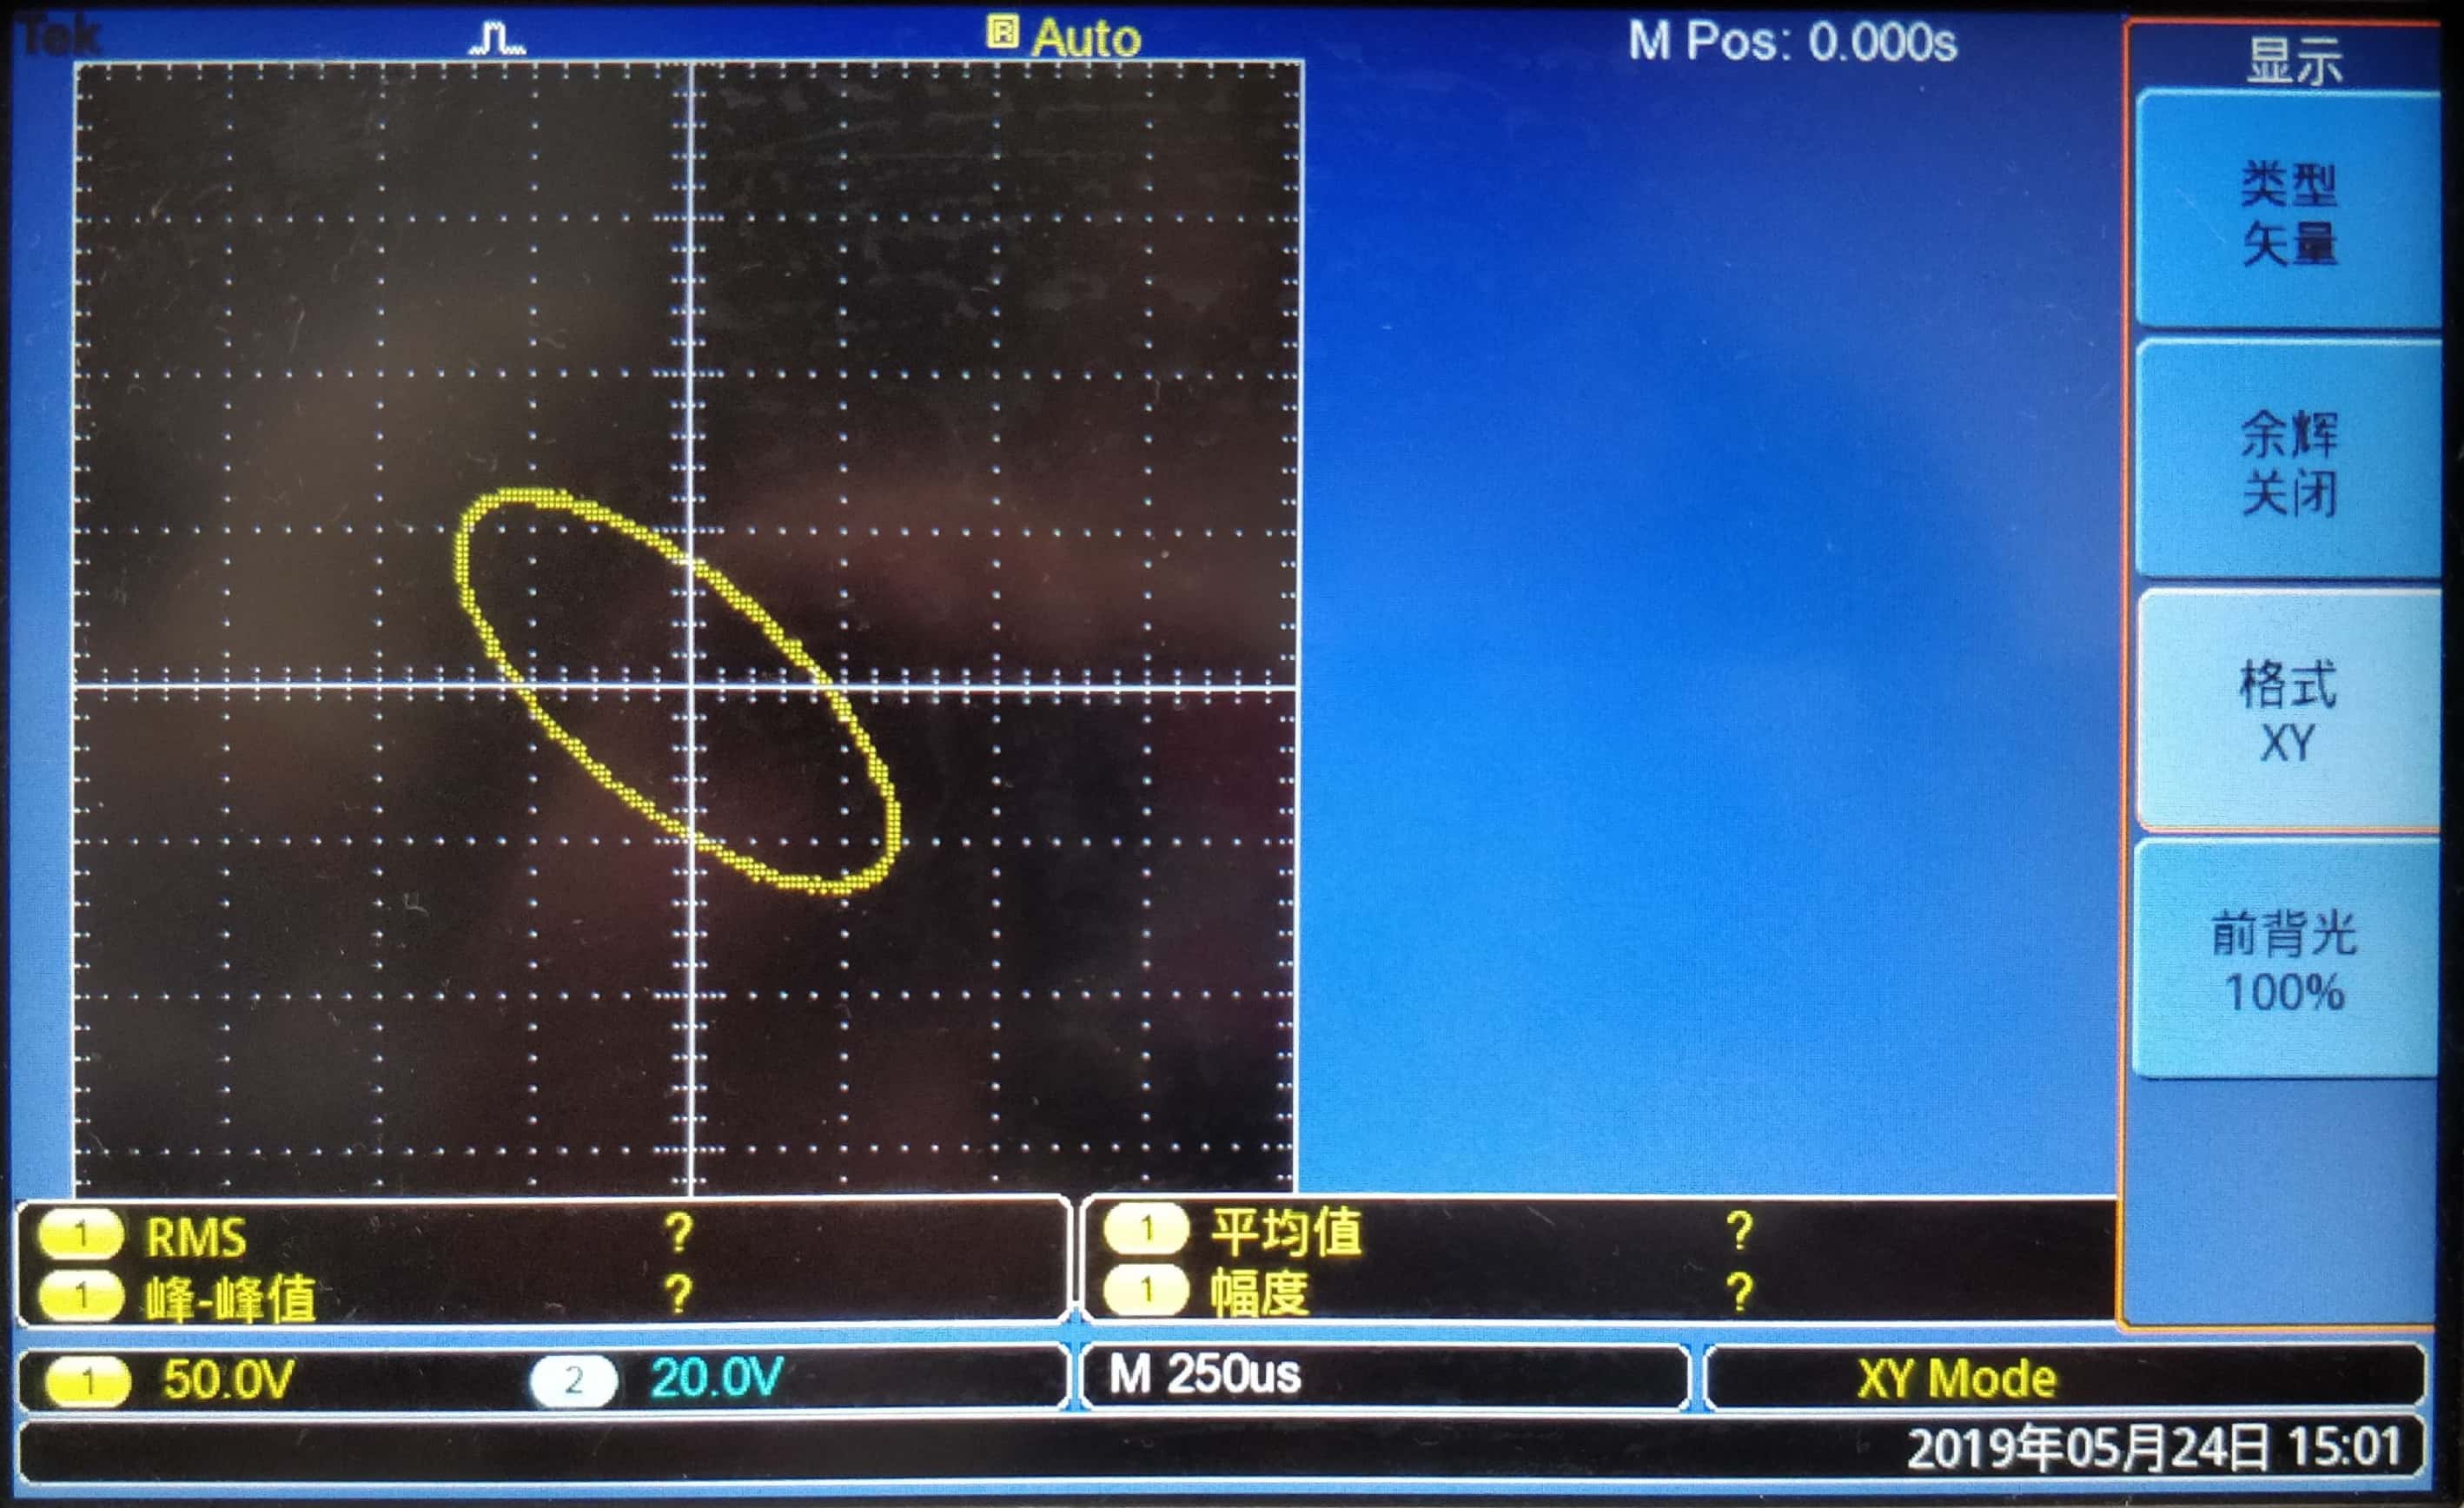 Tek
R Auto
M Pos: 0.000s
显示
类型
矢量
余辉
关闭
格式
XY
前背光
100%
1 RMS ?
1 平均值 ?
1 峰-峰值 ?
1 幅度 ?
1 50.0V
2 20.0V
M 250us
XY Mode
2019年05月24日 15:01